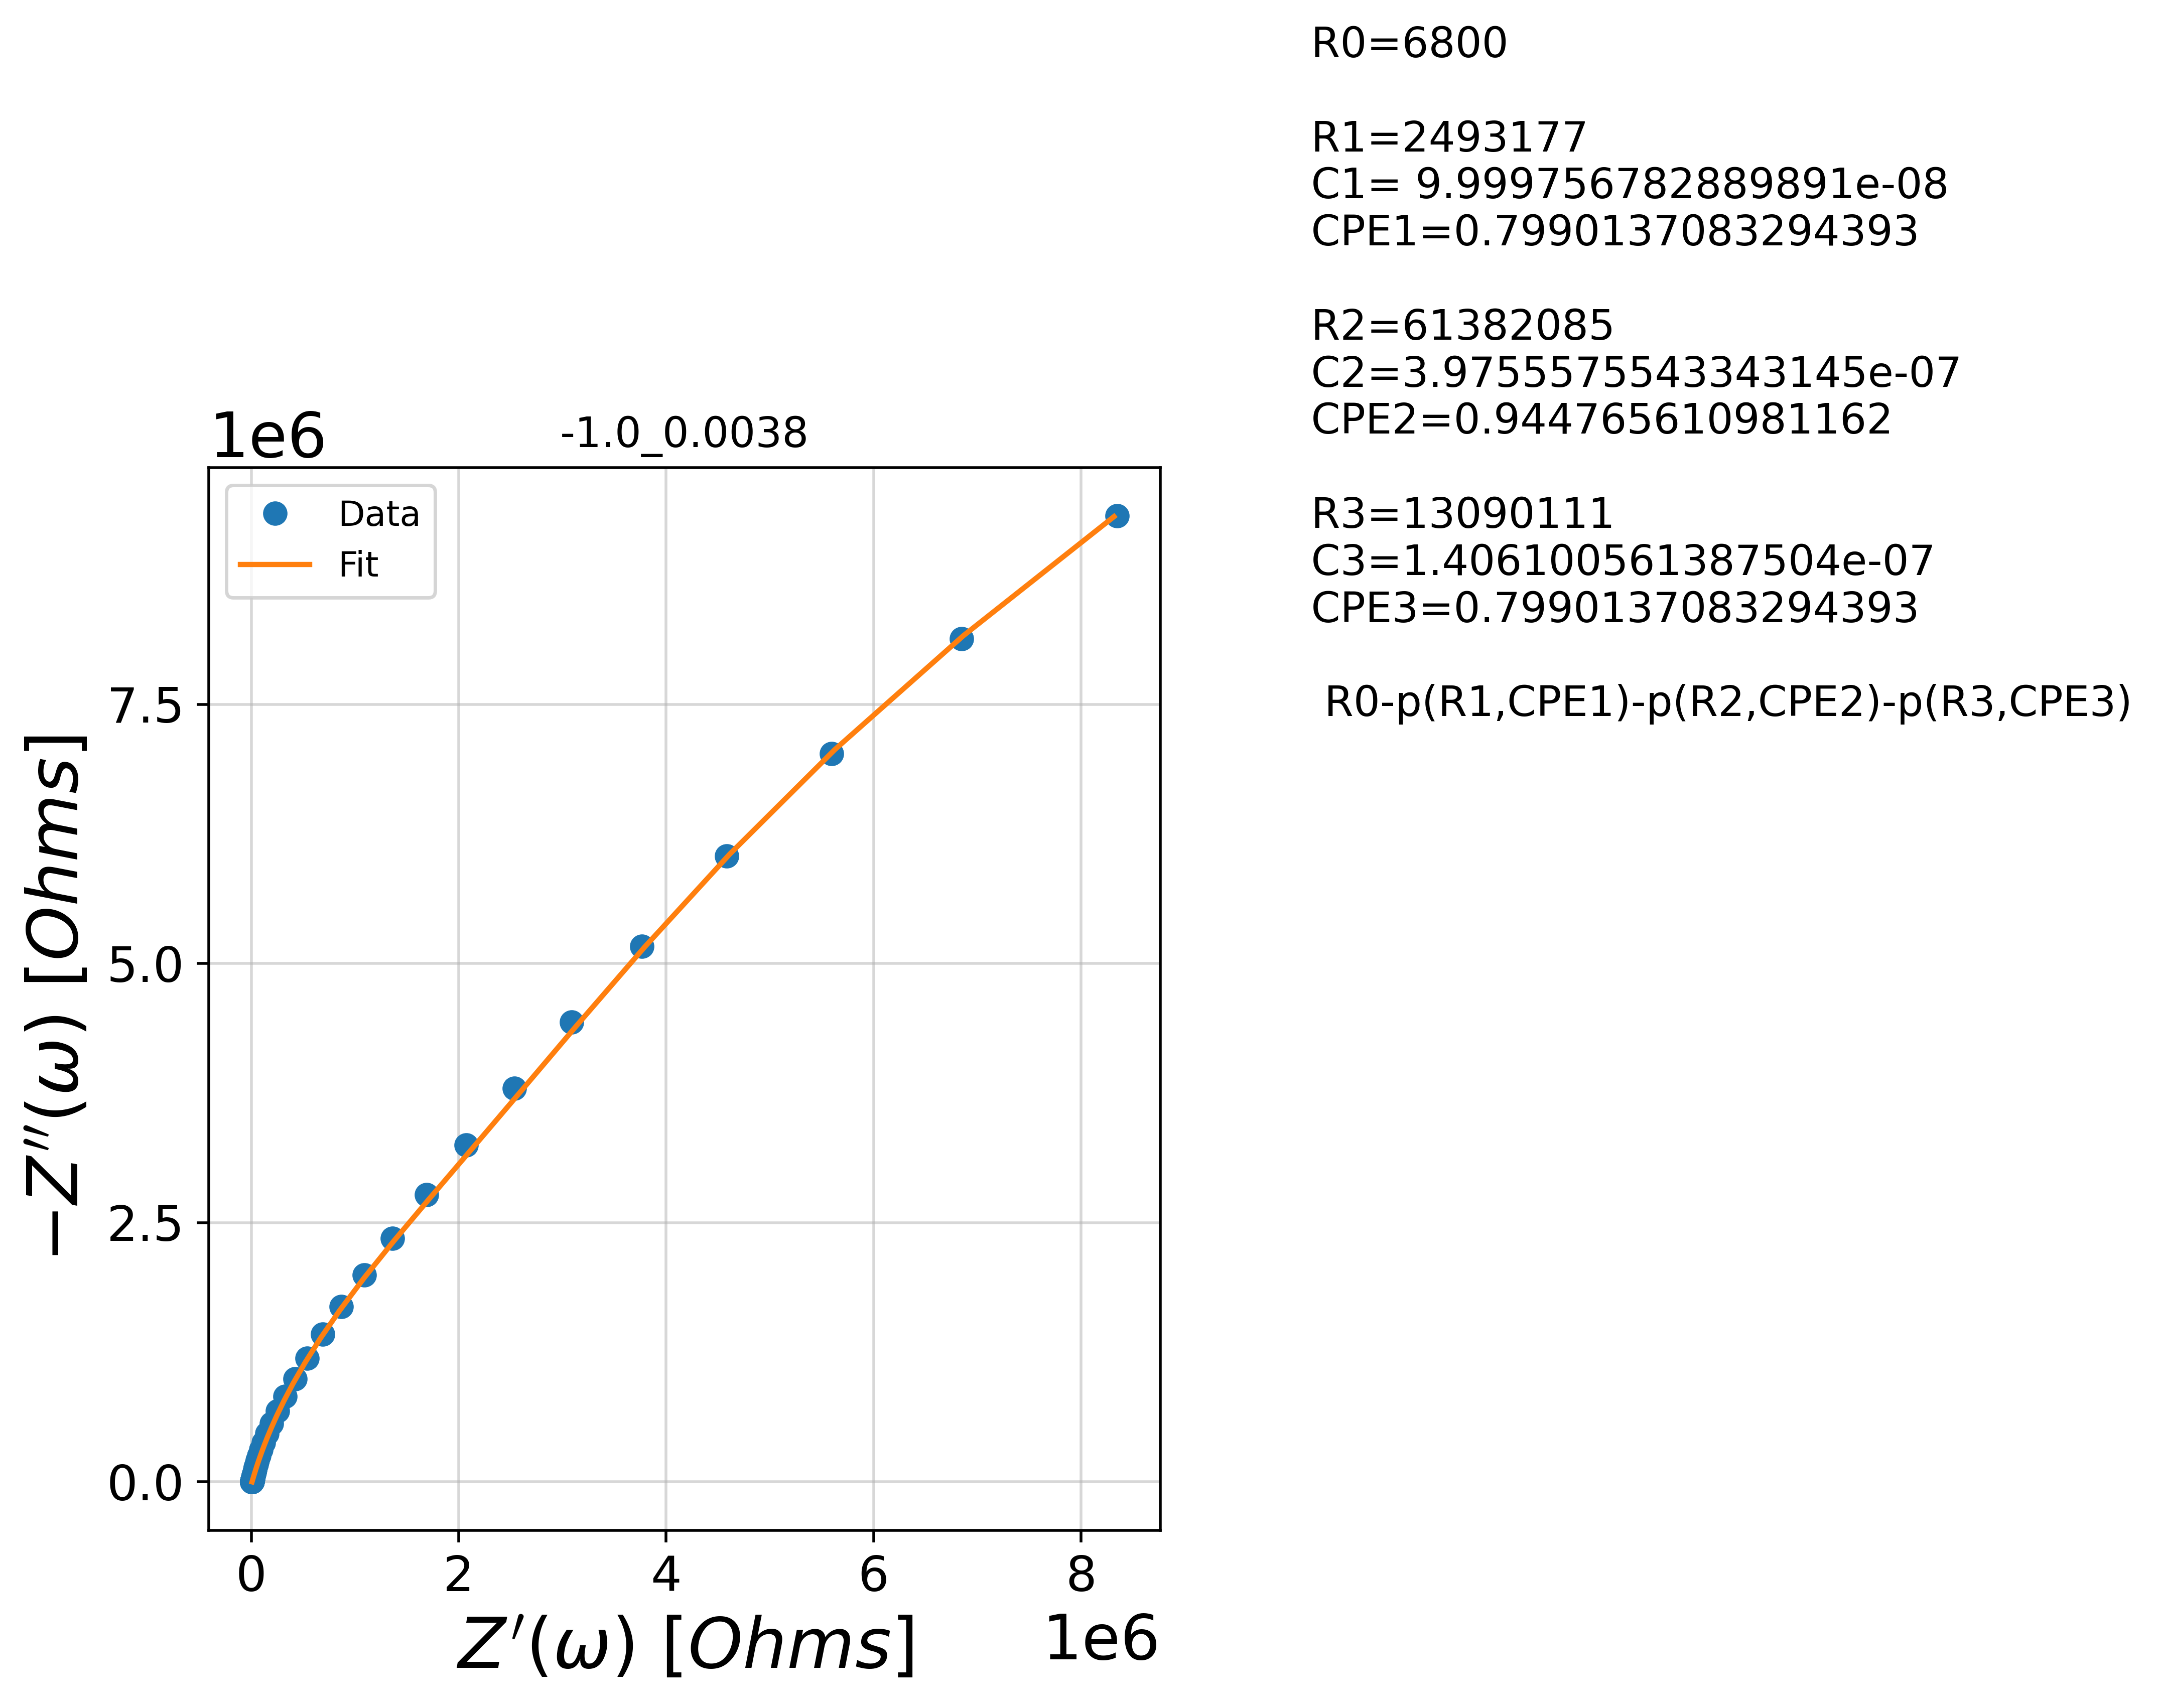 R0=6800
R1=2493177
C1= 9.999756782889891e-08
CPE1=0.7990137083294393
R2=61382085
C2=3.9755575543343145e-07
CPE2=0.944765610981162
R3=13090111
C3=1.4061005613875​04e-07
CPE3=0.7990137083294393
R0-p(R1,CPE1)-p(R2,CPE2)-p(R3,CPE3)
1e6
-1.0_0.0038
Data
Fit
7.5
5.0
2.5
0.0
−Z′′(ω) [Ohms]
0 2 4 6 8
1e6
Z′(ω) [Ohms]